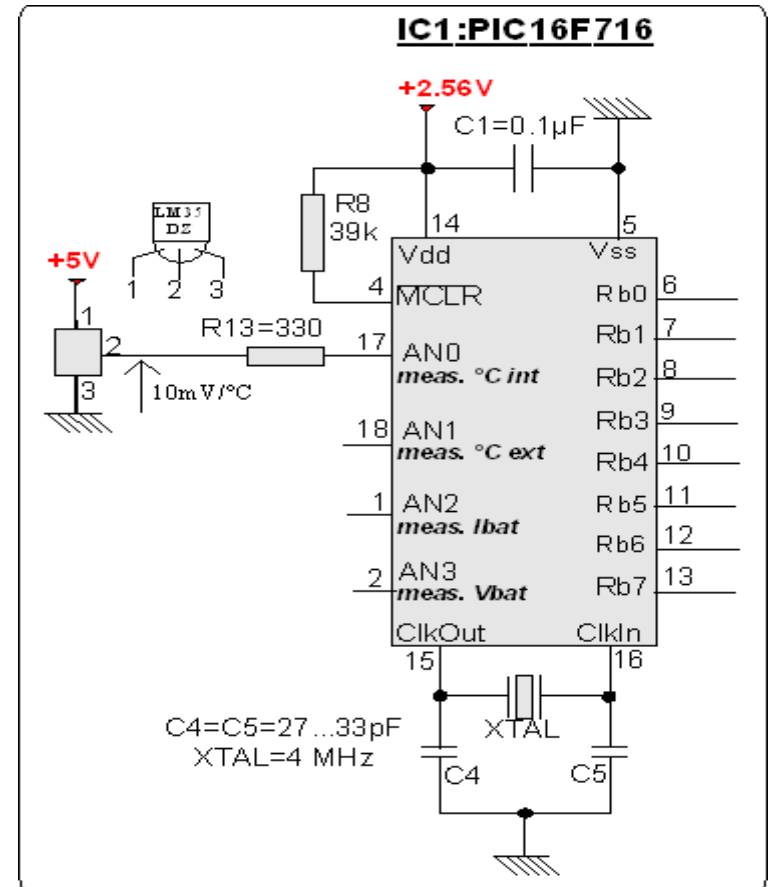 IC1:PIC16F716
+2.56V
C1=0.1µF
LM35
DZ
R8
39k
14
5
Vdd
Vss
+5V
1 2 3
4
MCLR
Rb0
6
1
R13=330
17
AN0
meas. °C int
Rb1
7
2
3
10mV/°C
Rb2
8
18
AN1
meas. °C ext
Rb3
9
Rb4
10
1
AN2
meas. Ibat
Rb5
11
Rb6
12
2
AN3
meas. Vbat
Rb7
13
ClkOut
ClkIn
15
16
C4=C5=27...33pF
XTAL=4 MHz
XTAL
C4
C5